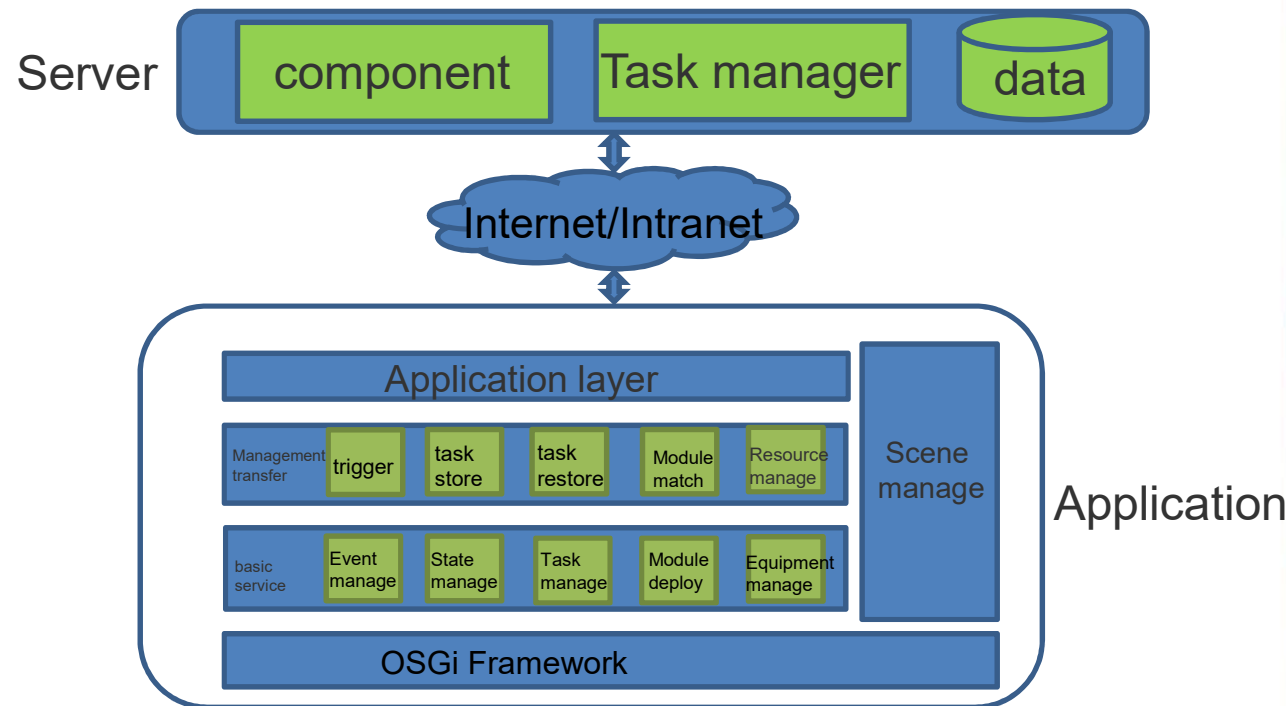 Server
component
Task manager
data
Internet/Intranet
Application layer
Management
transfer
trigger
task
store
task
restore
Module
match
Resource
manage
Scene
manage
Application
basic
service
Event
manage
State
manage
Task
manage
Module
deploy
Equipment
manage
OSGi Framework